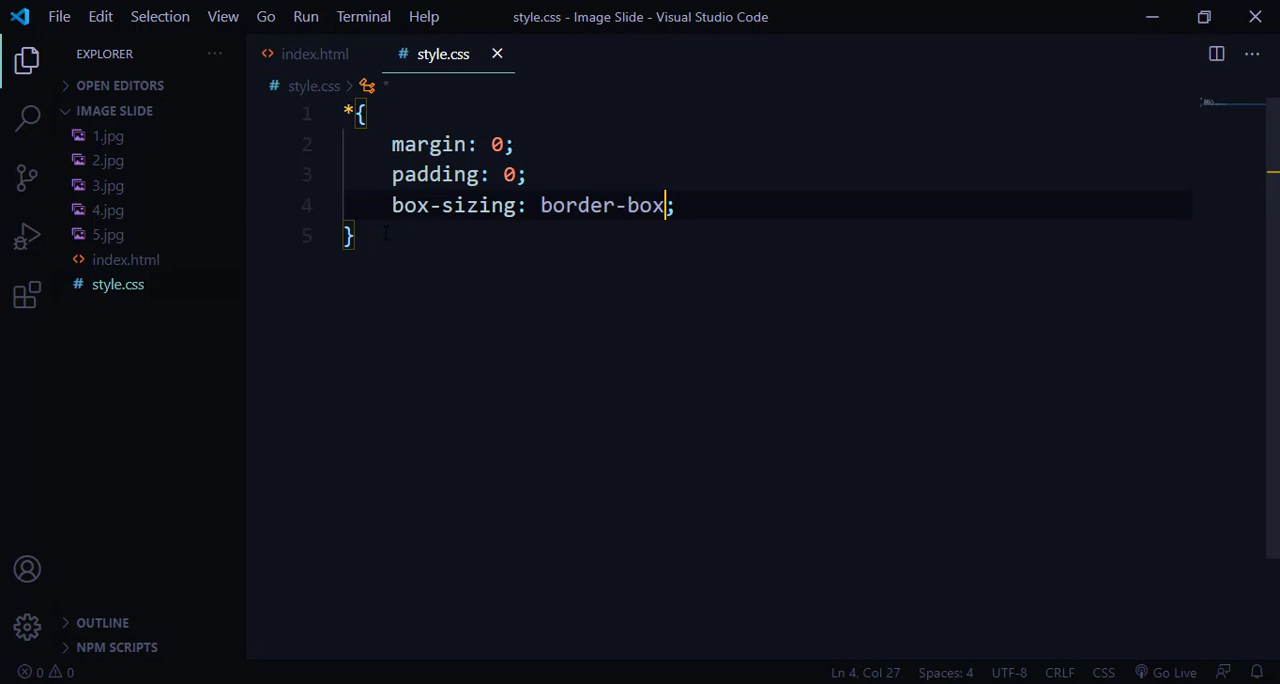 File Edit Selection View Go Run Terminal Help
style.css - Image Slide - Visual Studio Code
EXPLORER
OPEN EDITORS
IMAGE SLIDE
1.jpg
2.jpg
3.jpg
4.jpg
5.jpg
index.html
style.css
OUTLINE
NPM SCRIPTS
index.html
style.css
style.css > *
1 *{
2 margin: 0;
3 padding: 0;
4 box-sizing: border-box;
5 }
0 0
Ln 4, Col 27 Spaces: 4 UTF-8 CRLF CSS Go Live